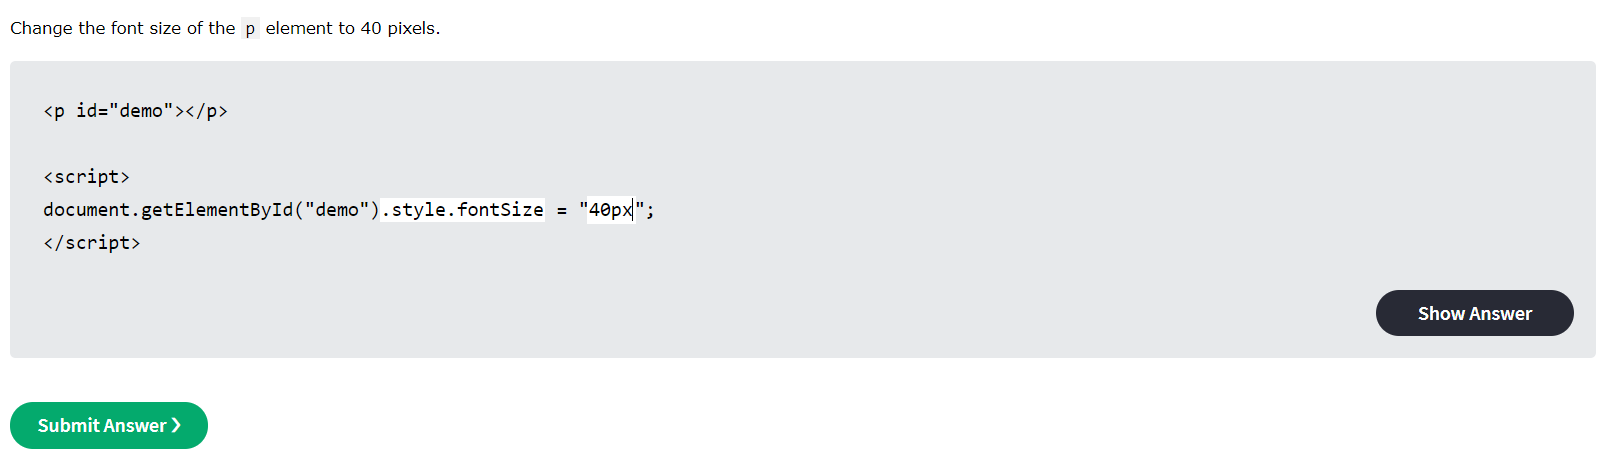 Change the font size of the p element to 40 pixels.
<p id="demo"></p>
<script>
document.getElementById("demo").style.fontSize = "40px";
</script>
Show Answer
Submit Answer ❯